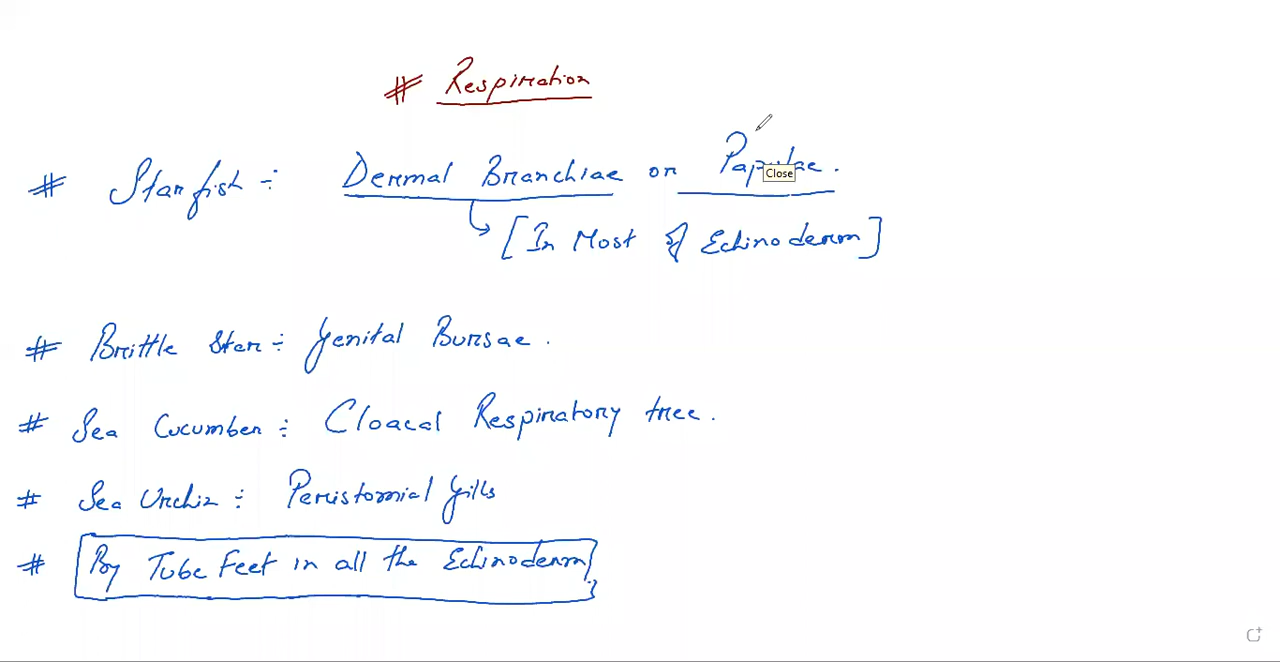 # Respiration
# Starfish ÷ Dermal Branchiae or Papulae.
Close
[In Most of Echinoderm]
# Brittle Star ÷ Genital Bursae.
# Sea Cucumber ÷ Cloacal Respiratory tree.
# Sea Urchin ÷ Peristomial gills
# By Tube Feet in all the Echinoderm